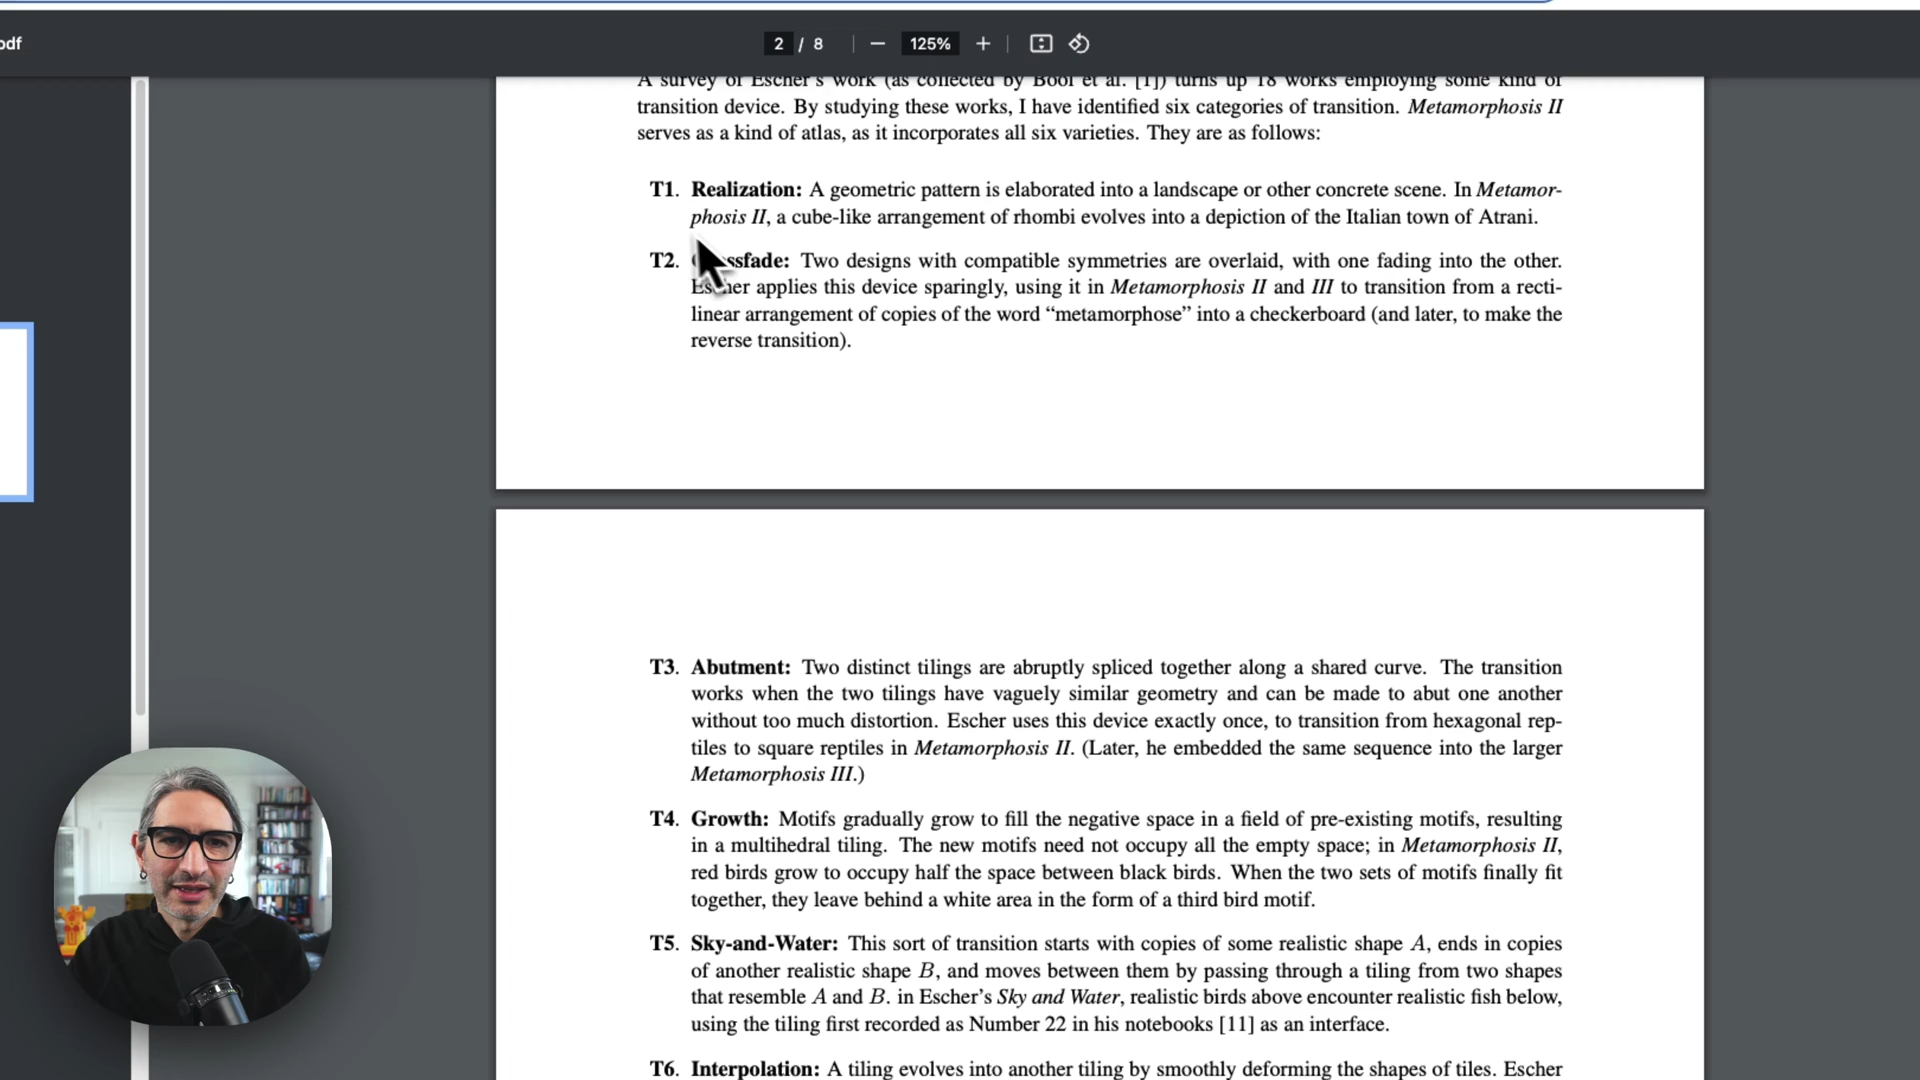 pdf
2 / 8
125%
A survey of Escher's work (as collected by Bool et al. [1]) turns up 18 works employing some kind of
transition device. By studying these works, I have identified six categories of transition. Metamorphosis II
serves as a kind of atlas, as it incorporates all six varieties. They are as follows:
T1. Realization: A geometric pattern is elaborated into a landscape or other concrete scene. In Metamor-
phosis II, a cube-like arrangement of rhombi evolves into a depiction of the Italian town of Atrani.
T2. Crossfade: Two designs with compatible symmetries are overlaid, with one fading into the other.
Escher applies this device sparingly, using it in Metamorphosis II and III to transition from a recti-
linear arrangement of copies of the word “metamorphose” into a checkerboard (and later, to make the
reverse transition).
T3. Abutment: Two distinct tilings are abruptly spliced together along a shared curve. The transition
works when the two tilings have vaguely similar geometry and can be made to abut one another
without too much distortion. Escher uses this device exactly once, to transition from hexagonal rep-
tiles to square reptiles in Metamorphosis II. (Later, he embedded the same sequence into the larger
Metamorphosis III.)
T4. Growth: Motifs gradually grow to fill the negative space in a field of pre-existing motifs, resulting
in a multihedral tiling. The new motifs need not occupy all the empty space; in Metamorphosis II,
red birds grow to occupy half the space between black birds. When the two sets of motifs finally fit
together, they leave behind a white area in the form of a third bird motif.
T5. Sky-and-Water: This sort of transition starts with copies of some realistic shape A, ends in copies
of another realistic shape B, and moves between them by passing through a tiling from two shapes
that resemble A and B. in Escher's Sky and Water, realistic birds above encounter realistic fish below,
using the tiling first recorded as Number 22 in his notebooks [11] as an interface.
T6. Interpolation: A tiling evolves into another tiling by smoothly deforming the shapes of tiles. Escher